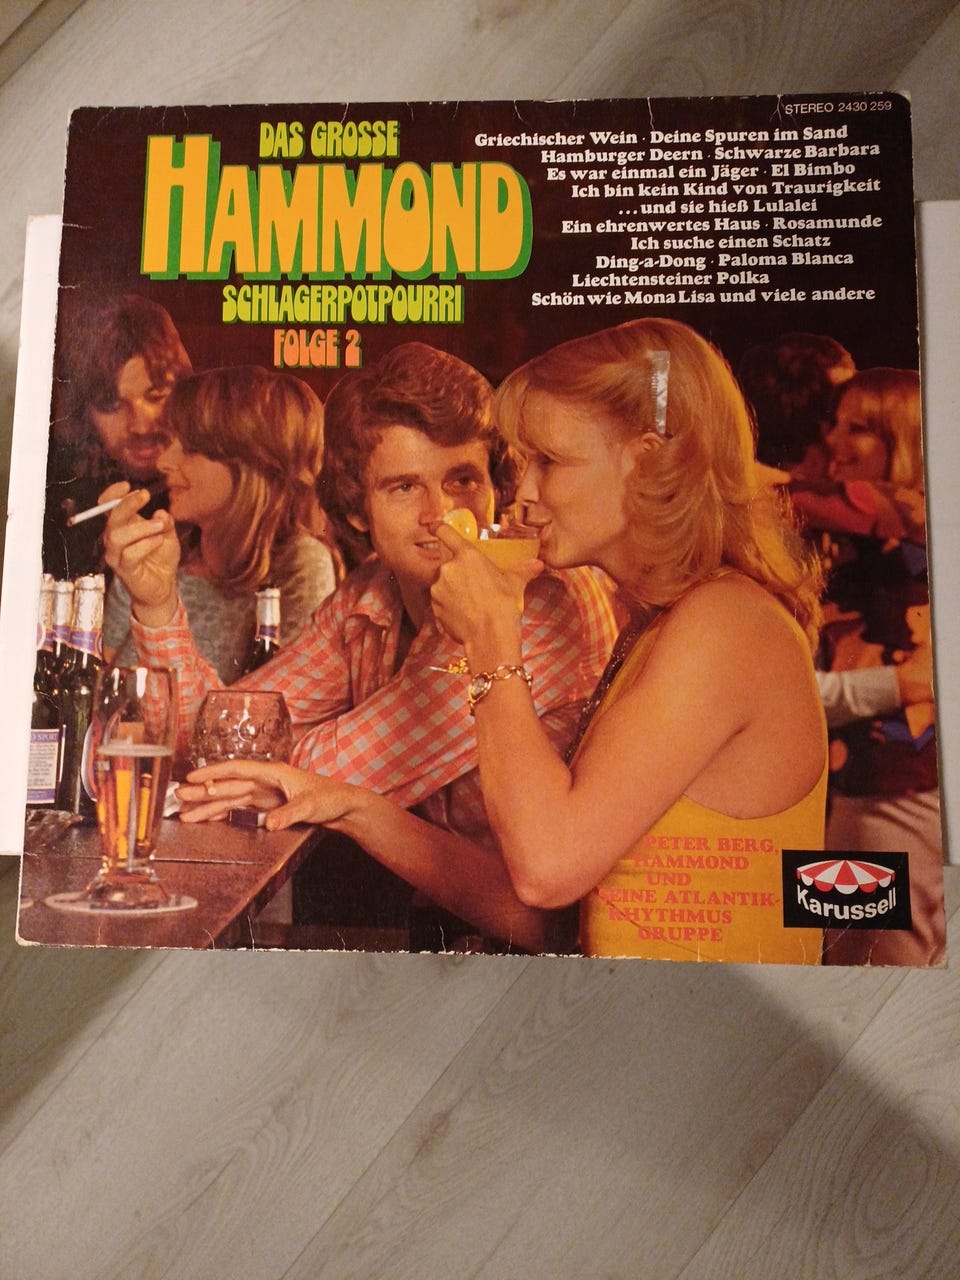 STEREO 2430 259
DAS GROSSE
HAMMOND
SCHLAGERPOTPOURRI
FOLGE 2
Griechischer Wein · Deine Spuren im Sand
Hamburger Deern · Schwarze Barbara
Es war einmal ein Jäger · El Bimbo
Ich bin kein Kind von Traurigkeit
...und sie hieß Lulalei
Ein ehrenwertes Haus · Rosamunde
Ich suche einen Schatz
Ding-a-Dong · Paloma Blanca
Liechtensteiner Polka
Schön wie Mona Lisa und viele andere
PETER BERG,
HAMMOND
UND
SEINE ATLANTIK-
RHYTHMUS
GRUPPE
Karussell